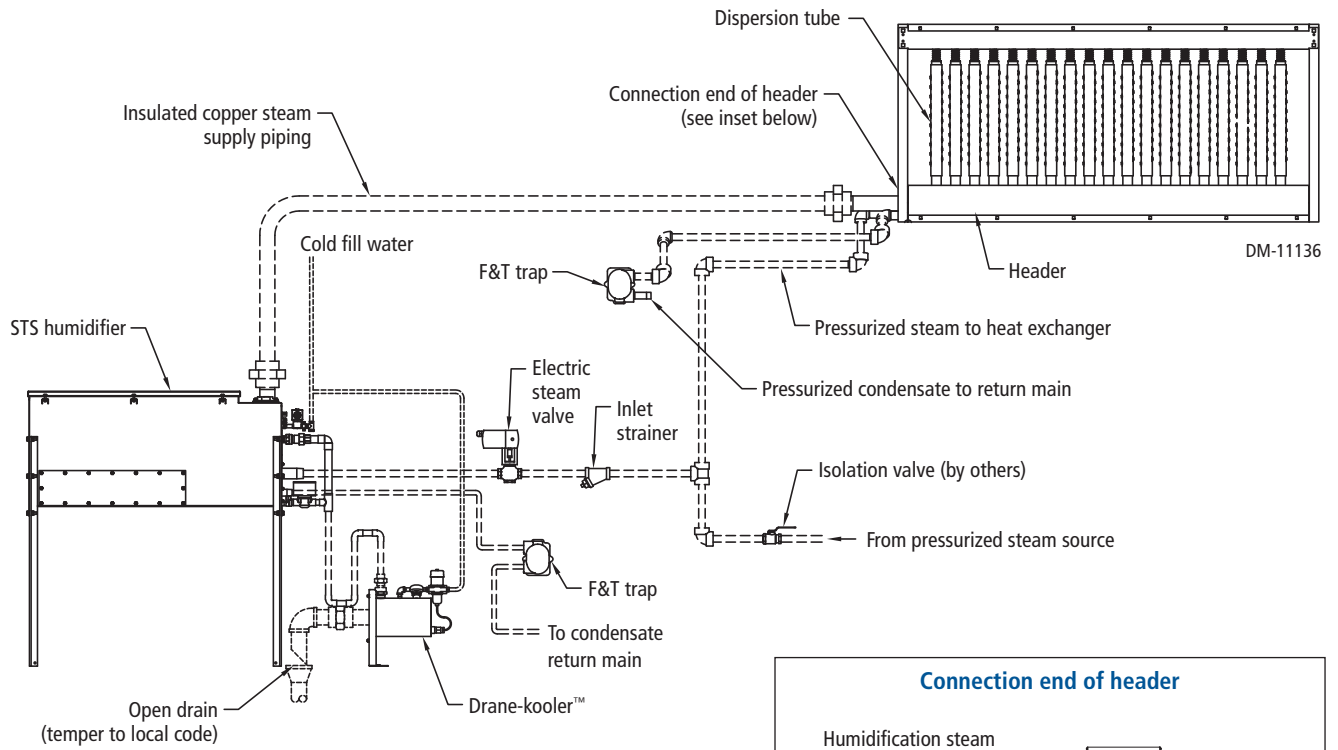 Dispersion tube
Connection end of header
(see inset below)
Insulated copper steam
supply piping
Cold fill water
DM-11136
F&T trap
Header
STS humidifier
Pressurized steam to heat exchanger
Electric
steam
valve
Pressurized condensate to return main
Inlet
strainer
Isolation valve (by others)
From pressurized steam source
F&T trap
To condensate
return main
Drane-kooler™
Open drain
(temper to local code)
Connection end of header
Humidification steam